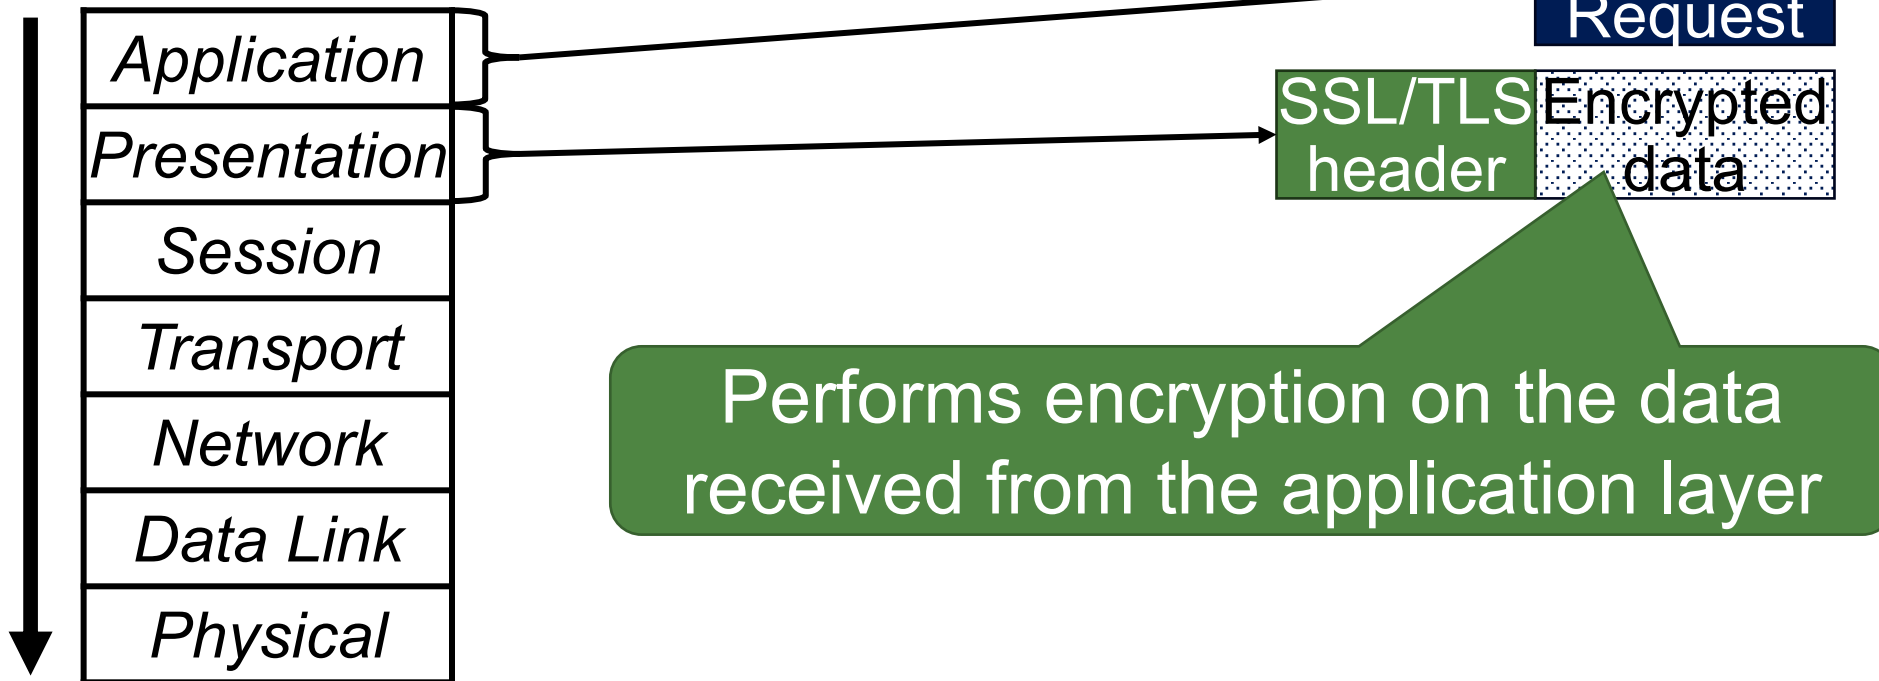 Application
Presentation
Session
Transport
Network
Data Link
Physical
Request
SSL/TLS
header
Encrypted
data
Performs encryption on the data
received from the application layer